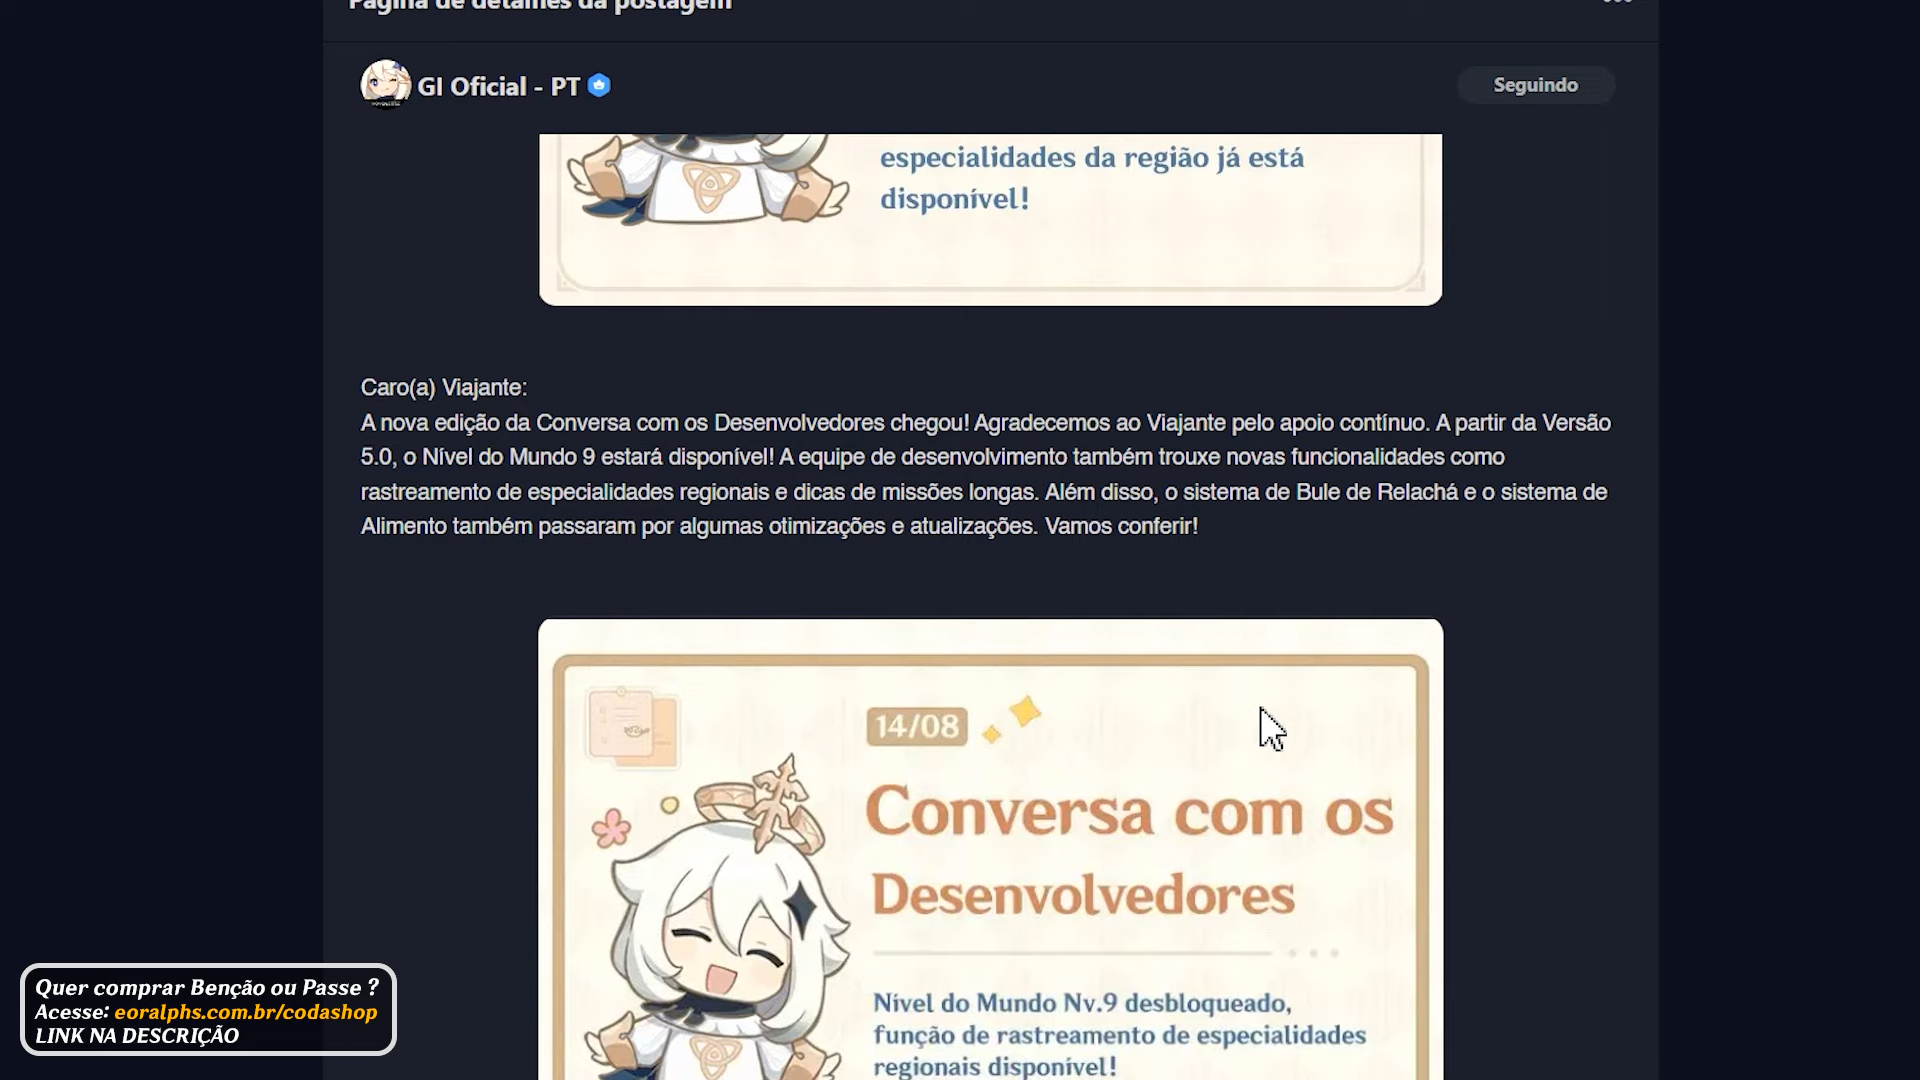 Página de detalhes da postagem
GI Oficial - PT
Seguindo
especialidades da região já está
disponível!
Caro(a) Viajante:
A nova edição da Conversa com os Desenvolvedores chegou! Agradecemos ao Viajante pelo apoio contínuo. A partir da Versão
5.0, o Nível do Mundo 9 estará disponível! A equipe de desenvolvimento também trouxe novas funcionalidades como
rastreamento de especialidades regionais e dicas de missões longas. Além disso, o sistema de Bule de Relachá e o sistema de
Alimento também passaram por algumas otimizações e atualizações. Vamos conferir!
14/08
Conversa com os
Desenvolvedores
Nível do Mundo Nv.9 desbloqueado,
função de rastreamento de especialidades
regionais disponível!
Quer comprar Benção ou Passe ?
Acesse: eoralphs.com.br/codashop
LINK NA DESCRIÇÃO